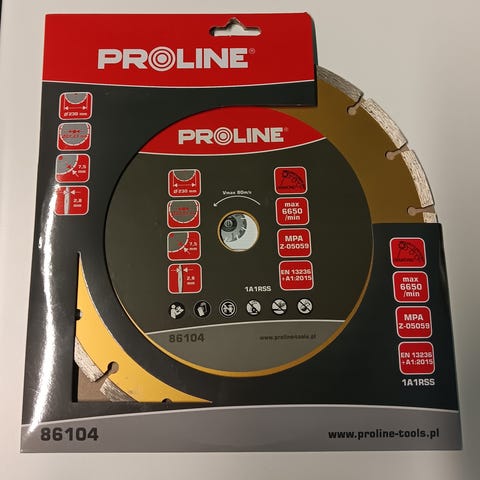 PROLINE®
Ø 230 mm
7,5 mm
2,8 mm
PROLINE®
Ø 230 mm
Vmax 80m/s
7,5 mm
2,8 mm
max 6650 /min
MPA Z-05059
EN 13236 +A1:2015
1A1RSS
86104
www.proline-tools.pl
max 6650 /min
MPA Z-05059
EN 13236 +A1:2015
1A1RSS
86104
www.proline-tools.pl